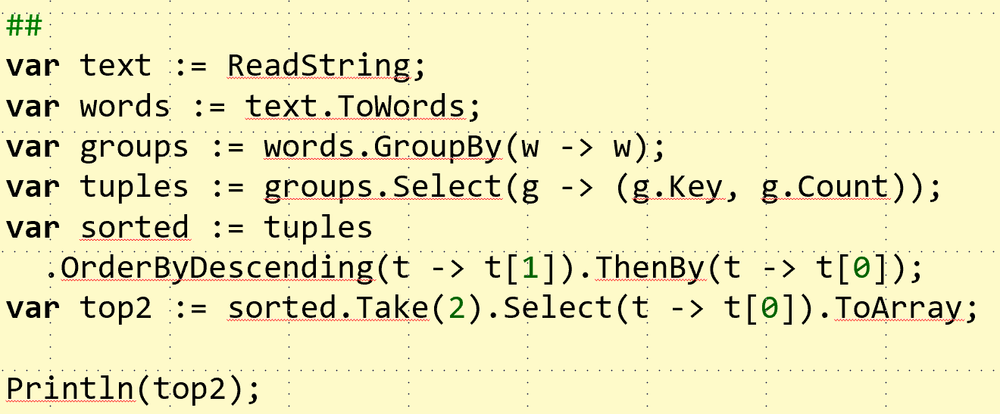 ##
var text := ReadString;
var words := text.ToWords;
var groups := words.GroupBy(w -> w);
var tuples := groups.Select(g -> (g.Key, g.Count));
var sorted := tuples
  .OrderByDescending(t -> t[1]).ThenBy(t -> t[0]);
var top2 := sorted.Take(2).Select(t -> t[0]).ToArray;
Println(top2);